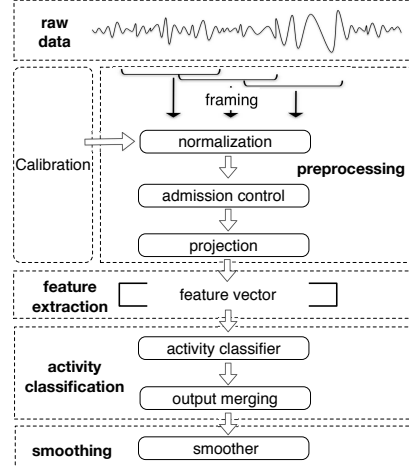 raw
data
framing
normalization
Calibration
preprocessing
admission control
projection
feature
extraction
feature vector
activity classifier
activity
classification
output merging
smoothing
smoother